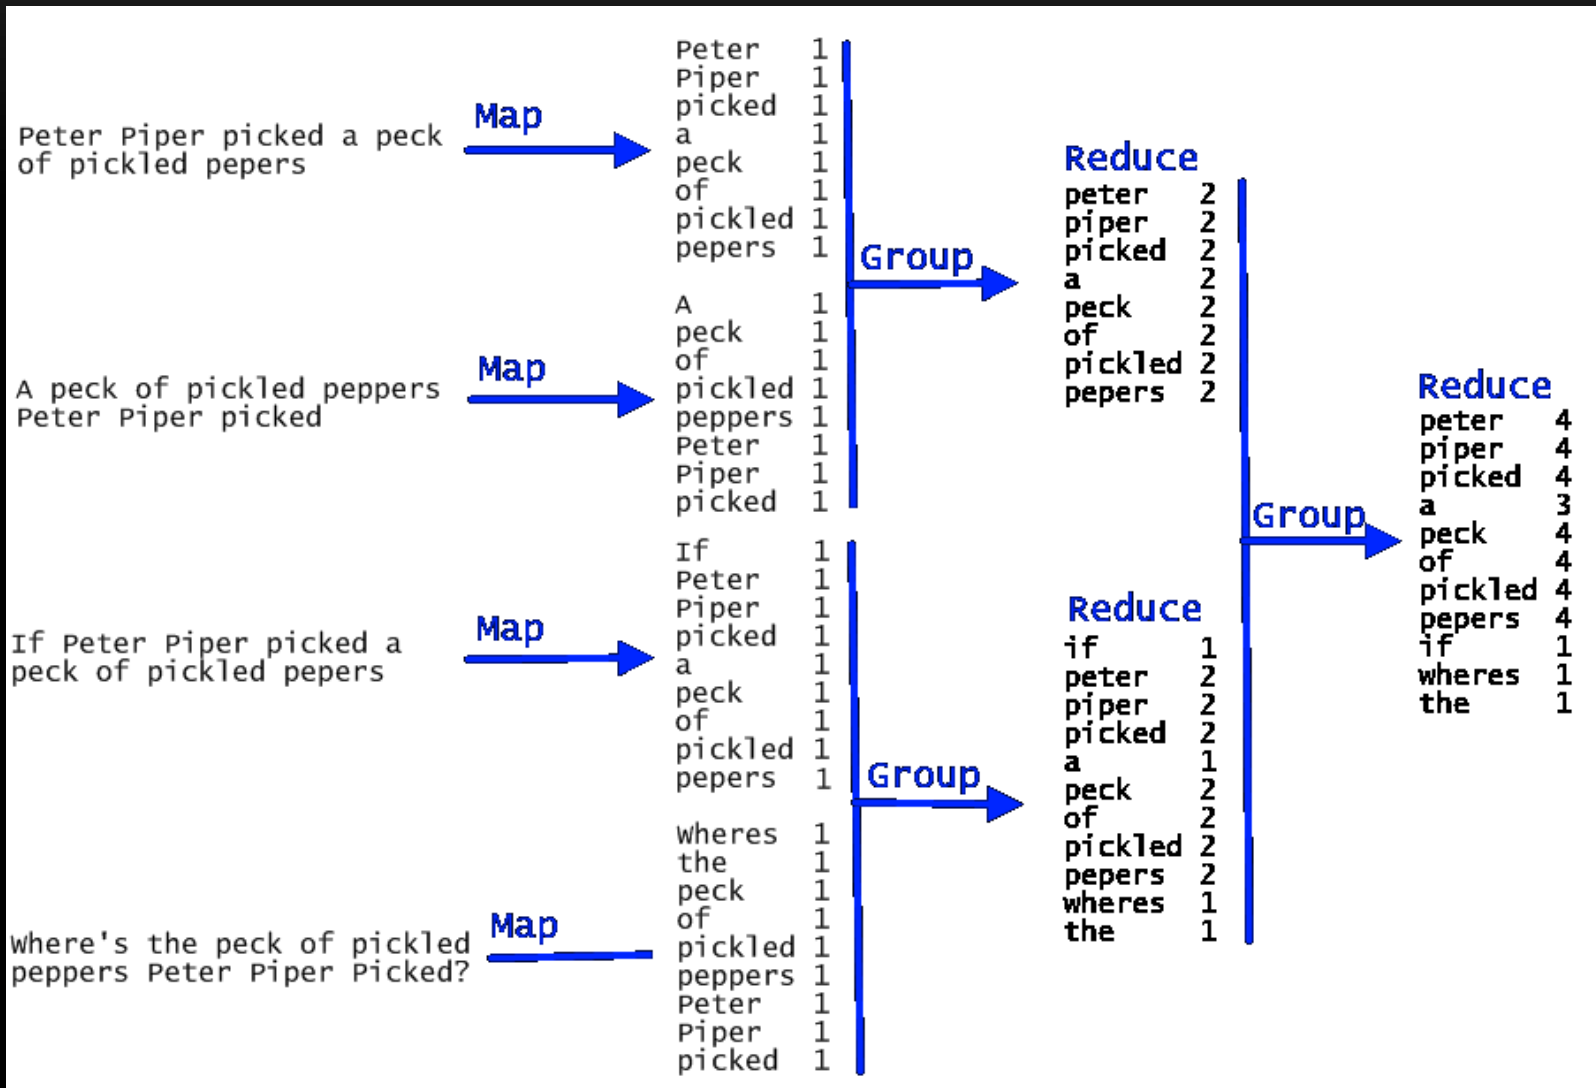 Peter Piper picked a peck
of pickled pepers
Map
A peck of pickled peppers
Peter Piper picked
Map
If Peter Piper picked a
peck of pickled pepers
Map
Where's the peck of pickled
peppers Peter Piper Picked?
Map
Peter 1
Piper 1
picked 1
a 1
peck 1
of 1
pickled 1
pepers 1
A 1
peck 1
of 1
pickled 1
peppers 1
Peter 1
Piper 1
picked 1
If 1
Peter 1
Piper 1
picked 1
a 1
peck 1
of 1
pickled 1
pepers 1
Wheres 1
the 1
peck 1
of 1
pickled 1
peppers 1
Peter 1
Piper 1
picked 1
Group
Group
Reduce
peter 2
piper 2
picked 2
a 2
peck 2
of 2
pickled 2
pepers 2
Reduce
if 1
peter 2
piper 2
picked 2
a 1
peck 2
of 2
pickled 2
pepers 2
wheres 1
the 1
Group
Reduce
peter 4
piper 4
picked 4
a 3
peck 4
of 4
pickled 4
pepers 4
if 1
wheres 1
the 1